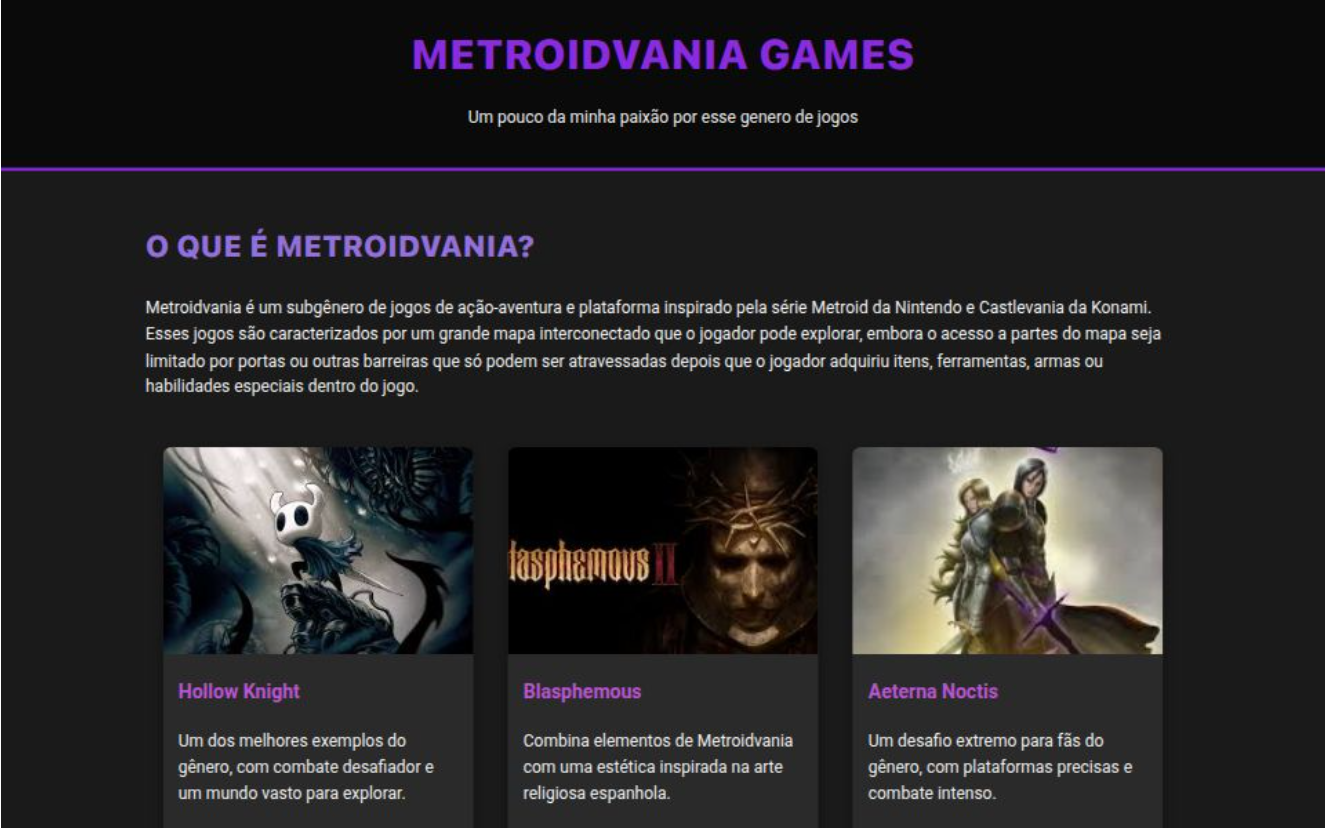 METROIDVANIA GAMES
Um pouco da minha paixão por esse genero de jogos
O QUE É METROIDVANIA?
Metroidvania é um subgênero de jogos de ação-aventura e plataforma inspirado pela série Metroid da Nintendo e Castlevania da Konami.
Esses jogos são caracterizados por um grande mapa interconectado que o jogador pode explorar, embora o acesso a partes do mapa seja
limitado por portas ou outras barreiras que só podem ser atravessadas depois que o jogador adquiriu itens, ferramentas, armas ou
habilidades especiais dentro do jogo.
lasphemous II
Hollow Knight
Um dos melhores exemplos do
gênero, com combate desafiador e
um mundo vasto para explorar.
Blasphemous
Combina elementos de Metroidvania
com uma estética inspirada na arte
religiosa espanhola.
Aeterna Noctis
Um desafio extremo para fãs do
gênero, com plataformas precisas e
combate intenso.